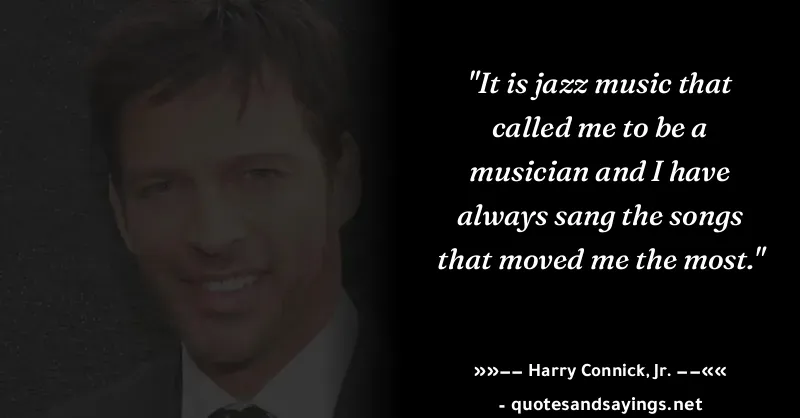 "It is jazz music that
called me to be a
musician and I have
always sang the songs
that moved me the most."
»»–– Harry Connick, Jr. ––««
- quotesandsayings.net